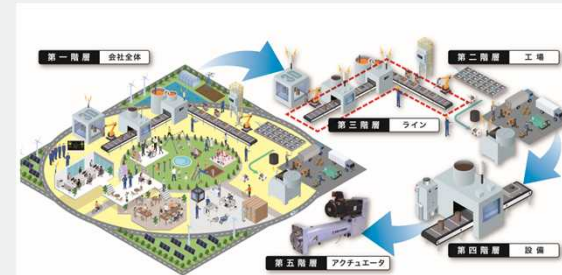 第一階層 会社全体
第二階層 工場
第三階層 ライン
第四階層 設備
第五階層 アクチュエータ